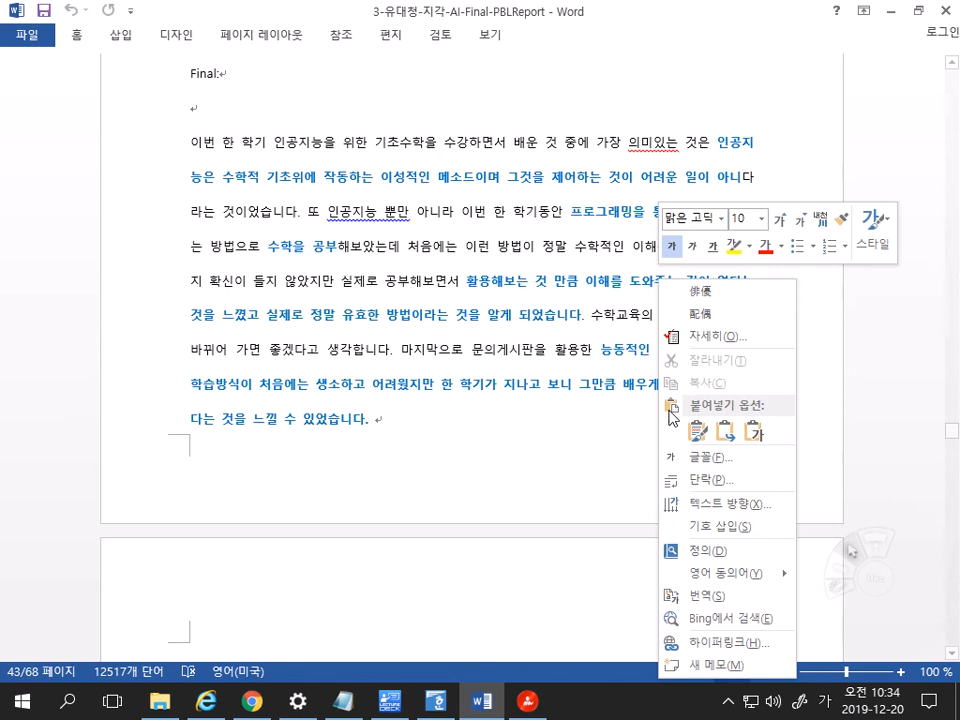 3-유대청-지각-AI-Final-PBLReport - Word
파일 홈 삽입 디자인 페이지 레이아웃 참조 편지 검토 보기 로그인
Final:
이번 한 학기 인공지능을 위한 기초수학을 수강하면서 배운 것 중에 가장 의미있는 것은 인공지
능은 수학적 기초위에 작동하는 이성적인 메소드이며 그것을 제어하는 것이 어려운 일이 아니다
라는 것이었습니다. 또 인공지능 뿐만 아니라 이번 한 학기동안 프로그래밍을
는 방법으로 수학을 공부해보았는데 처음에는 이런 방법이 정말 수학적인
지 확신이 들지 않았지만 실제로 공부해보면서 활용해보는 것 만큼 이해를
것을 느꼈고 실제로 정말 유효한 방법이라는 것을 알게 되었습니다. 수학교육의
바뀌어 가면 좋겠다고 생각합니다. 마지막으로 문의게시판을 활용한 능동적인
학습방식이 처음에는 생소하고 어려웠지만 한 학기가 지나고 보니 그만큼 배우게
다는 것을 느낄 수 있었습니다.
맑은 고딕 10
스타일
俳優
配偶
자세히(O)...
잘라내기(T)
복사(C)
붙여넣기 옵션:
글꼴(F)...
단락(P)...
텍스트 방향(X)...
기호 삽입(S)
정의(D)
영어 동의어(Y)
번역(S)
Bing에서 검색(E)
하이퍼링크(H)...
새 메모(M)
43/68 페이지 12517개 단어 영어(미국) 100 %
가 오전 10:34
2019-12-20